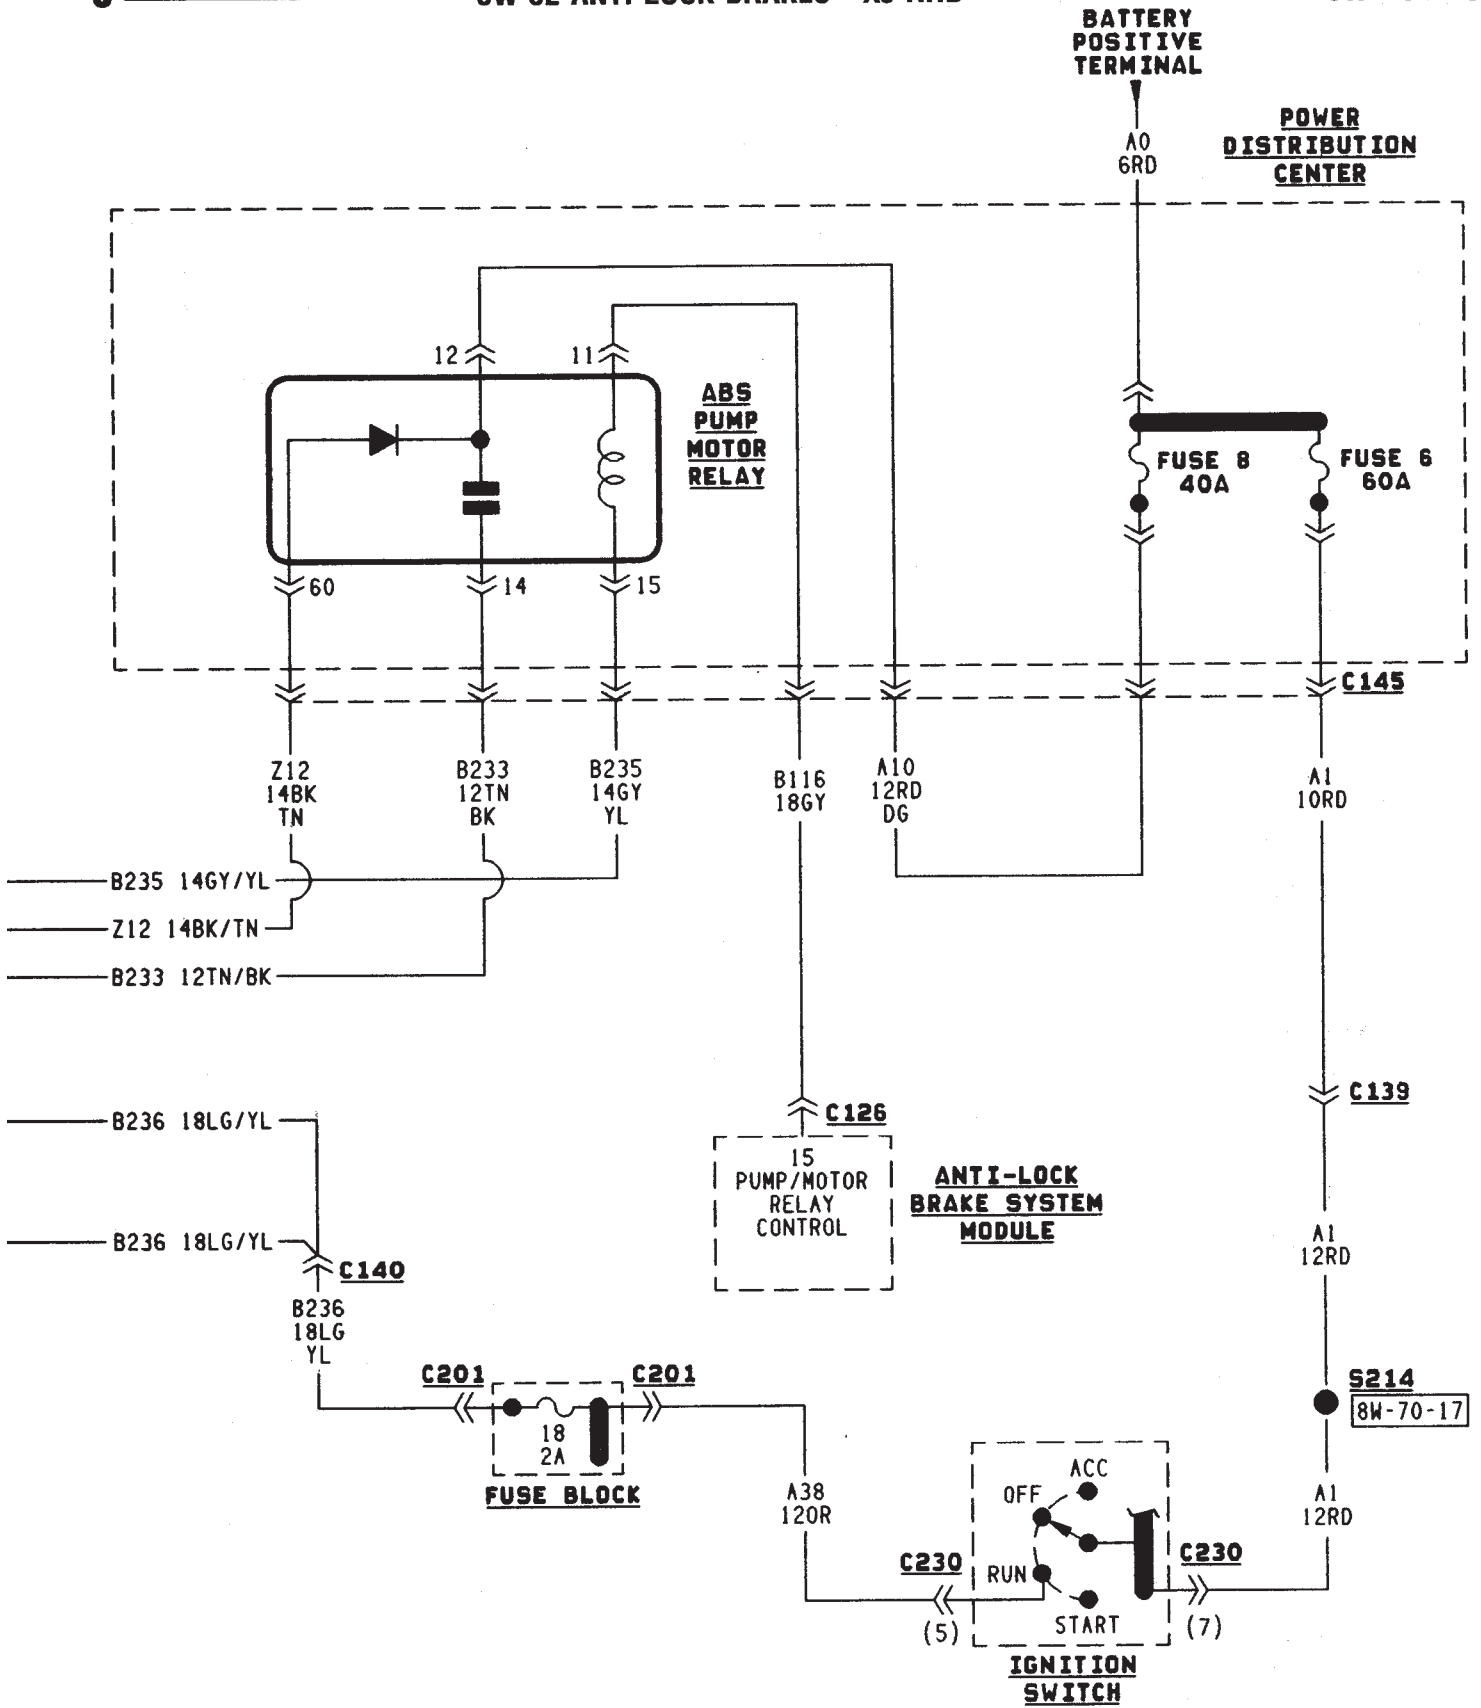 BATTERY
POSITIVE
TERMINAL
A0
6RD
POWER
DISTRIBUTION
CENTER
12
11
ABS
PUMP
MOTOR
RELAY
FUSE 8
40A
FUSE 6
60A
60
14
15
C145
Z12
14BK
TN
B233
12TN
BK
B235
14GY
YL
B116
18GY
A10
12RD
DG
A1
10RD
B235 14GY/YL
Z12 14BK/TN
B233 12TN/BK
B236 18LG/YL
C126
C139
15
PUMP/MOTOR
RELAY
CONTROL
ANTI-LOCK
BRAKE SYSTEM
MODULE
B236 18LG/YL
C140
A1
12RD
B236
18LG
YL
C201
C201
S214
8W-70-17
18
2A
FUSE BLOCK
A38
12OR
ACC
OFF
RUN
START
A1
12RD
C230
C230
(5)
(7)
IGNITION
SWITCH